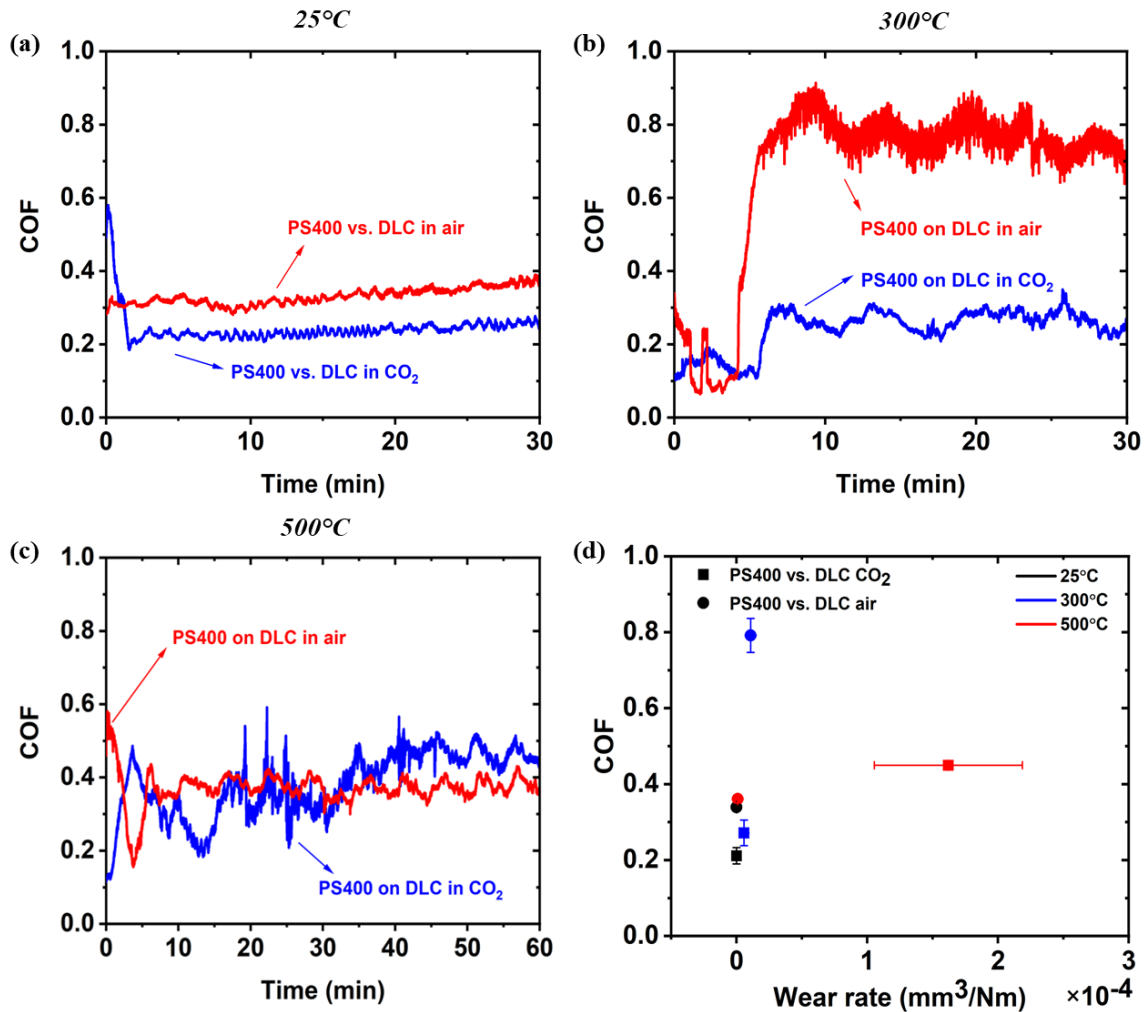 25°C
(a)
1.0
0.8
0.6
0.4
0.2
0.0
COF
PS400 vs. DLC in air
PS400 vs. DLC in CO₂
0 10 20 30
Time (min)
300°C
(b)
1.0
0.8
0.6
0.4
0.2
0.0
COF
PS400 on DLC in air
PS400 on DLC in CO₂
0 10 20 30
Time (min)
500°C
(c)
1.0
0.8
0.6
0.4
0.2
0.0
COF
PS400 on DLC in air
PS400 on DLC in CO₂
0 10 20 30 40 50 60
Time (min)
(d)
1.0
0.8
0.6
0.4
0.2
0.0
COF
PS400 vs. DLC CO₂
PS400 vs. DLC air
25°C
300°C
500°C
0 1 2 3
Wear rate (mm³/Nm) ×10⁻⁴